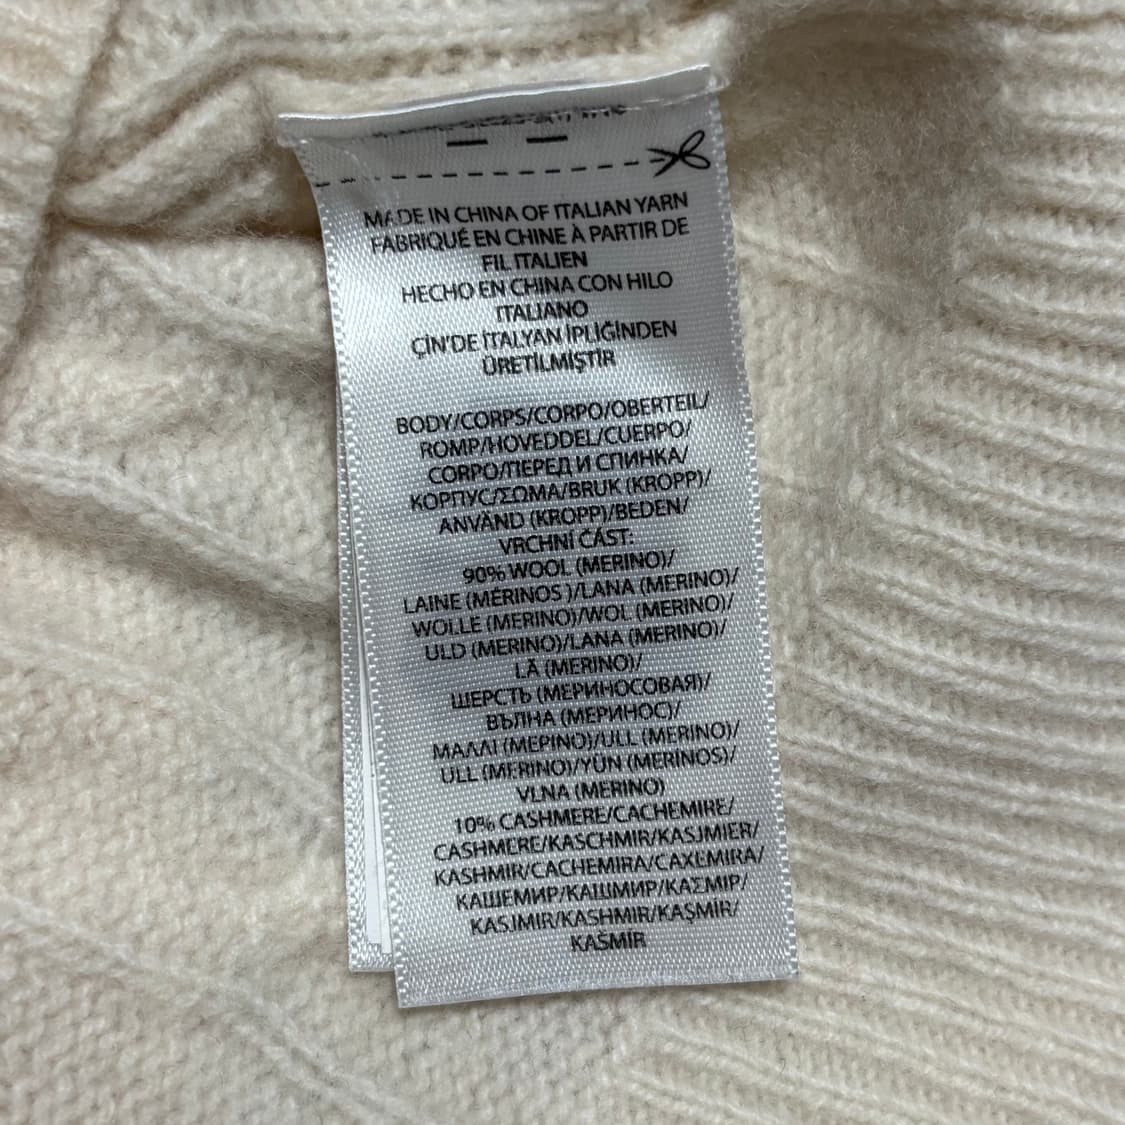 MADE IN CHINA OF ITALIAN YARN
FABRIQUÉ EN CHINE À PARTIR DE
FIL ITALIEN
HECHO EN CHINA CON HILO
ITALIANO
ÇİN'DE İTALYAN İPLİĞİNDEN
ÜRETİLMİŞTİR
BODY/CORPS/CORPO/OBERTEIL/
ROMP/HOVEDDEL/CUERPO/
CORPO/ПЕРЕД И СПИНКА/
КОРПУС/ΣΩΜΑ/BRUK (KROPP)/
ANVÄND (KROPP)/BEDEN/
VRCHNÍ CÁST:
90% WOOL (MERINO)/
LAINE (MÉRINOS )/LANA (MERINO)/
WOLLE (MERINO)/WOL (MERINO)/
ULD (MERINO)/LANA (MERINO)/
LÃ (MERINO)/
ШЕРСТЬ (МЕРИНОСОВАЯ)/
ВЪЛНА (МЕРИНОС)/
ΜΑΛΛΙ (ΜΕΡΙΝΟ)/ULL (MERINO)/
ULL (MERINO)/YÜN (MERİNOS)/
VLNA (MERINO)
10% CASHMERE/CACHEMIRE/
CASHMERE/KASCHMIR/KASJMIER/
KASHMIR/CACHEMIRA/CAXEMIRA/
КАШЕМИР/КАШМИР/ΚΑΣΜΙΡ/
KASJMIR/KASHMIR/KAŞMİR/
KAŠMÍR